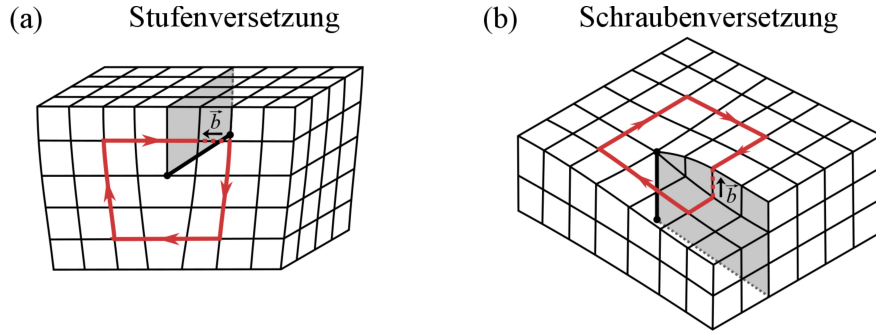 (a) Stufenversetzung
(b) Schraubenversetzung
b⃗
b⃗